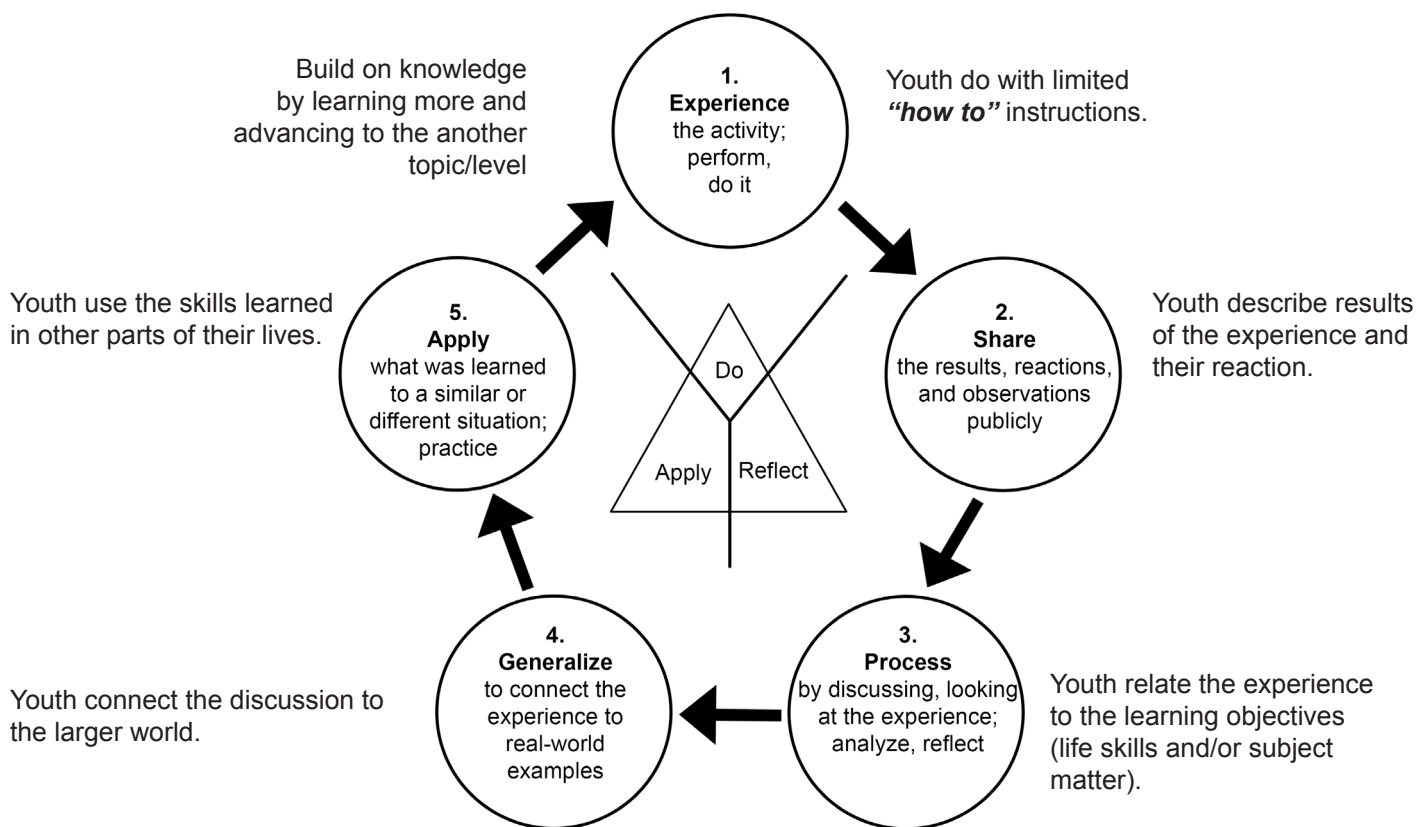 Build on knowledge
by learning more and
advancing to the another
topic/level
1.
Experience
the activity;
perform,
do it
Youth do with limited
“how to” instructions.
2.
Share
the results, reactions,
and observations
publicly
Youth describe results
of the experience and
their reaction.
3.
Process
by discussing, looking
at the experience;
analyze, reflect
Youth relate the experience
to the learning objectives
(life skills and/or subject
matter).
4.
Generalize
to connect the
experience to
real-world
examples
Youth connect the discussion to
the larger world.
5.
Apply
what was learned
to a similar or
different situation;
practice
Youth use the skills learned
in other parts of their lives.
Do
Apply
Reflect